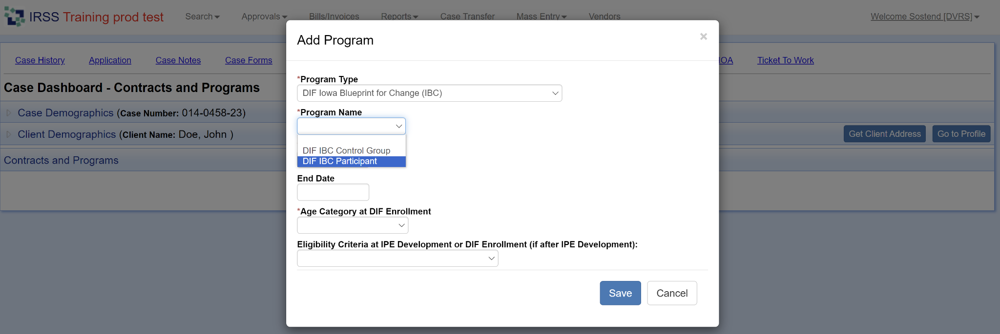 IRSS Training prod test
Search
Approvals
Bills/Invoices
Reports
Case Transfer
Mass Entry
Vendors
Welcome Sostend [DVRS]
Add Program
×
Case History
Application
Case Notes
Case Forms
IOA
Ticket To Work
*Program Type
DIF Iowa Blueprint for Change (IBC)
Case Dashboard - Contracts and Programs
*Program Name
Case Demographics (Case Number: 014-0458-23)
Client Demographics (Client Name: Doe, John )
Get Client Address
Go to Profile
DIF IBC Control Group
DIF IBC Participant
Contracts and Programs
End Date
*Age Category at DIF Enrollment
Eligibility Criteria at IPE Development or DIF Enrollment (if after IPE Development):
Save
Cancel